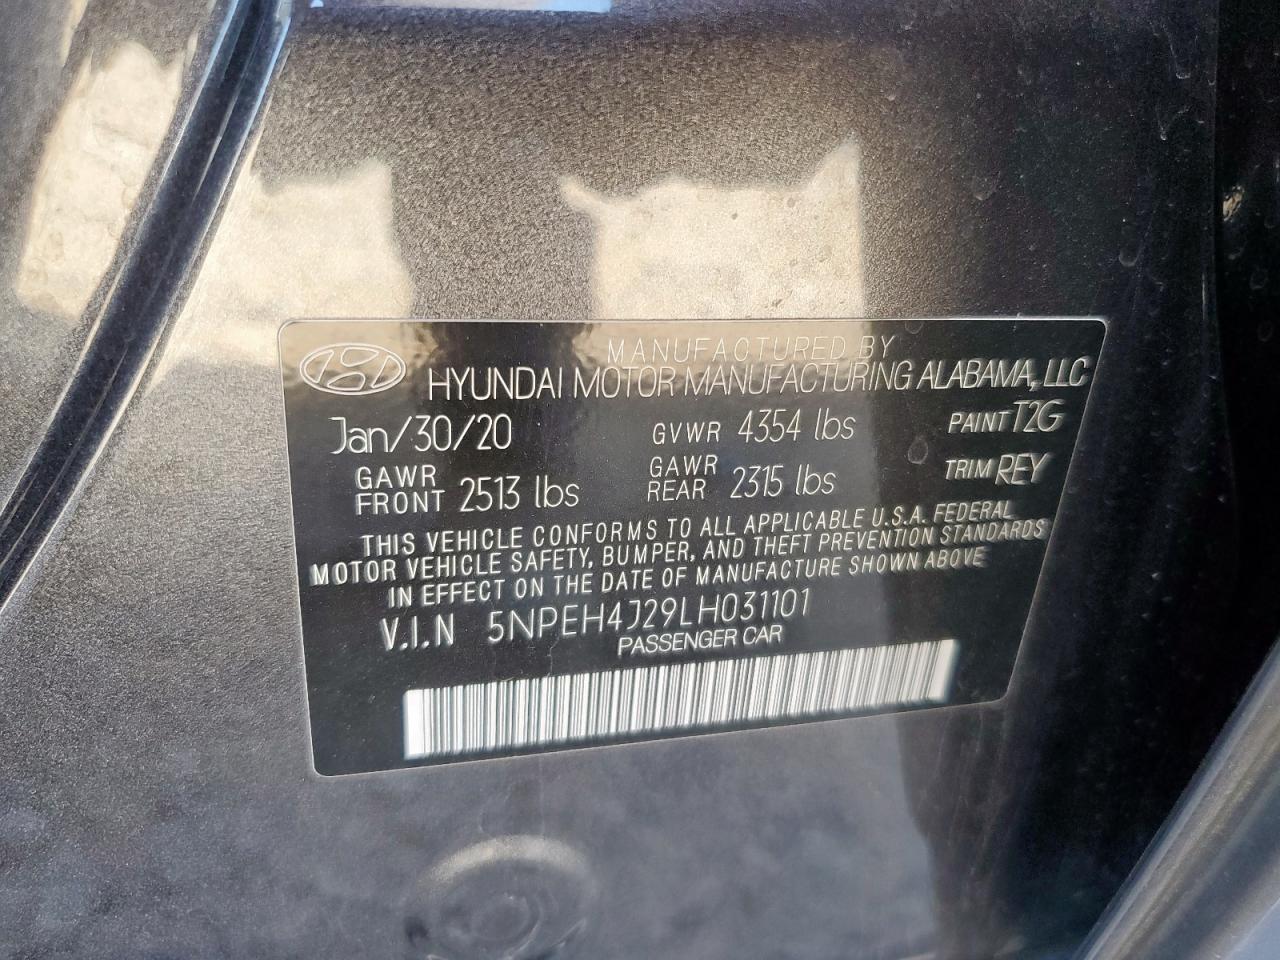 MANUFACTURED BY
HYUNDAI MOTOR MANUFACTURING ALABAMA, LLC
Jan/30/20 GVWR 4354 lbs PAINT T2G
GAWR FRONT 2513 lbs GAWR REAR 2315 lbs TRIM REY
THIS VEHICLE CONFORMS TO ALL APPLICABLE U.S.A. FEDERAL
MOTOR VEHICLE SAFETY, BUMPER, AND THEFT PREVENTION STANDARDS
IN EFFECT ON THE DATE OF MANUFACTURE SHOWN ABOVE
V.I.N 5NPEH4J29LH031101
PASSENGER CAR